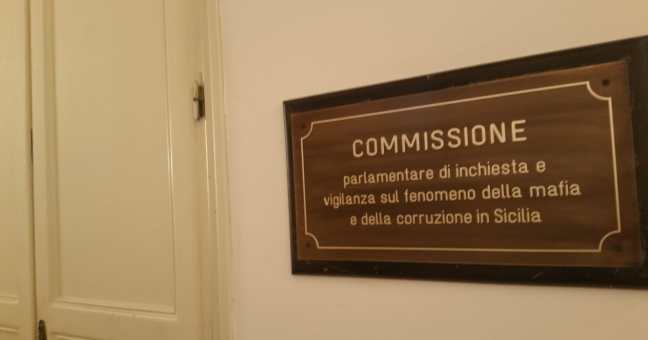 COMMISSIONE
parlamentare di inchiesta e
vigilanza sul fenomeno della mafia
e della corruzione in Sicilia